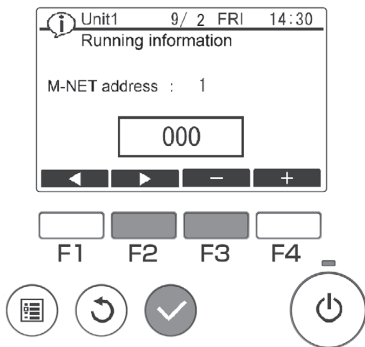 Unit1 9/ 2 FRI 14:30
Running information
M-NET address : 1
000
− +
F1 F2 F3 F4